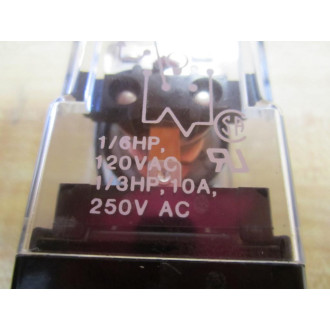 1/6HP,
120VAC
1/3HP, 10A,
250V AC